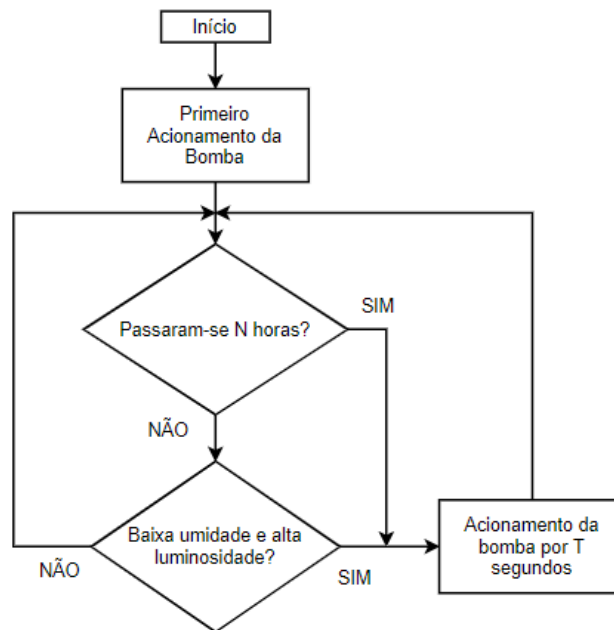 Início
Primeiro
Acionamento da
Bomba
SIM
Passaram-se N horas?
NÃO
Baixa umidade e alta
luminosidade?
NÃO
SIM
Acionamento da
bomba por T
segundos